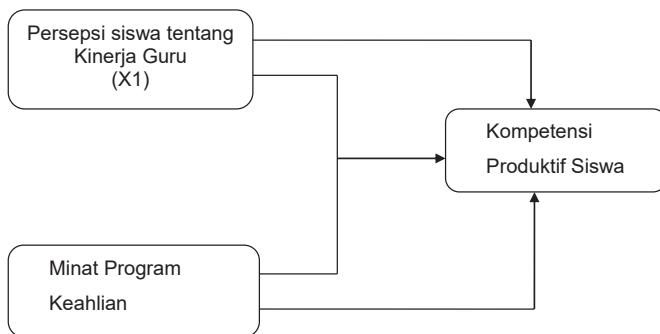 Persepsi siswa tentang
Kinerja Guru
(X1)
Kompetensi
Produktif Siswa
Minat Program
Keahlian